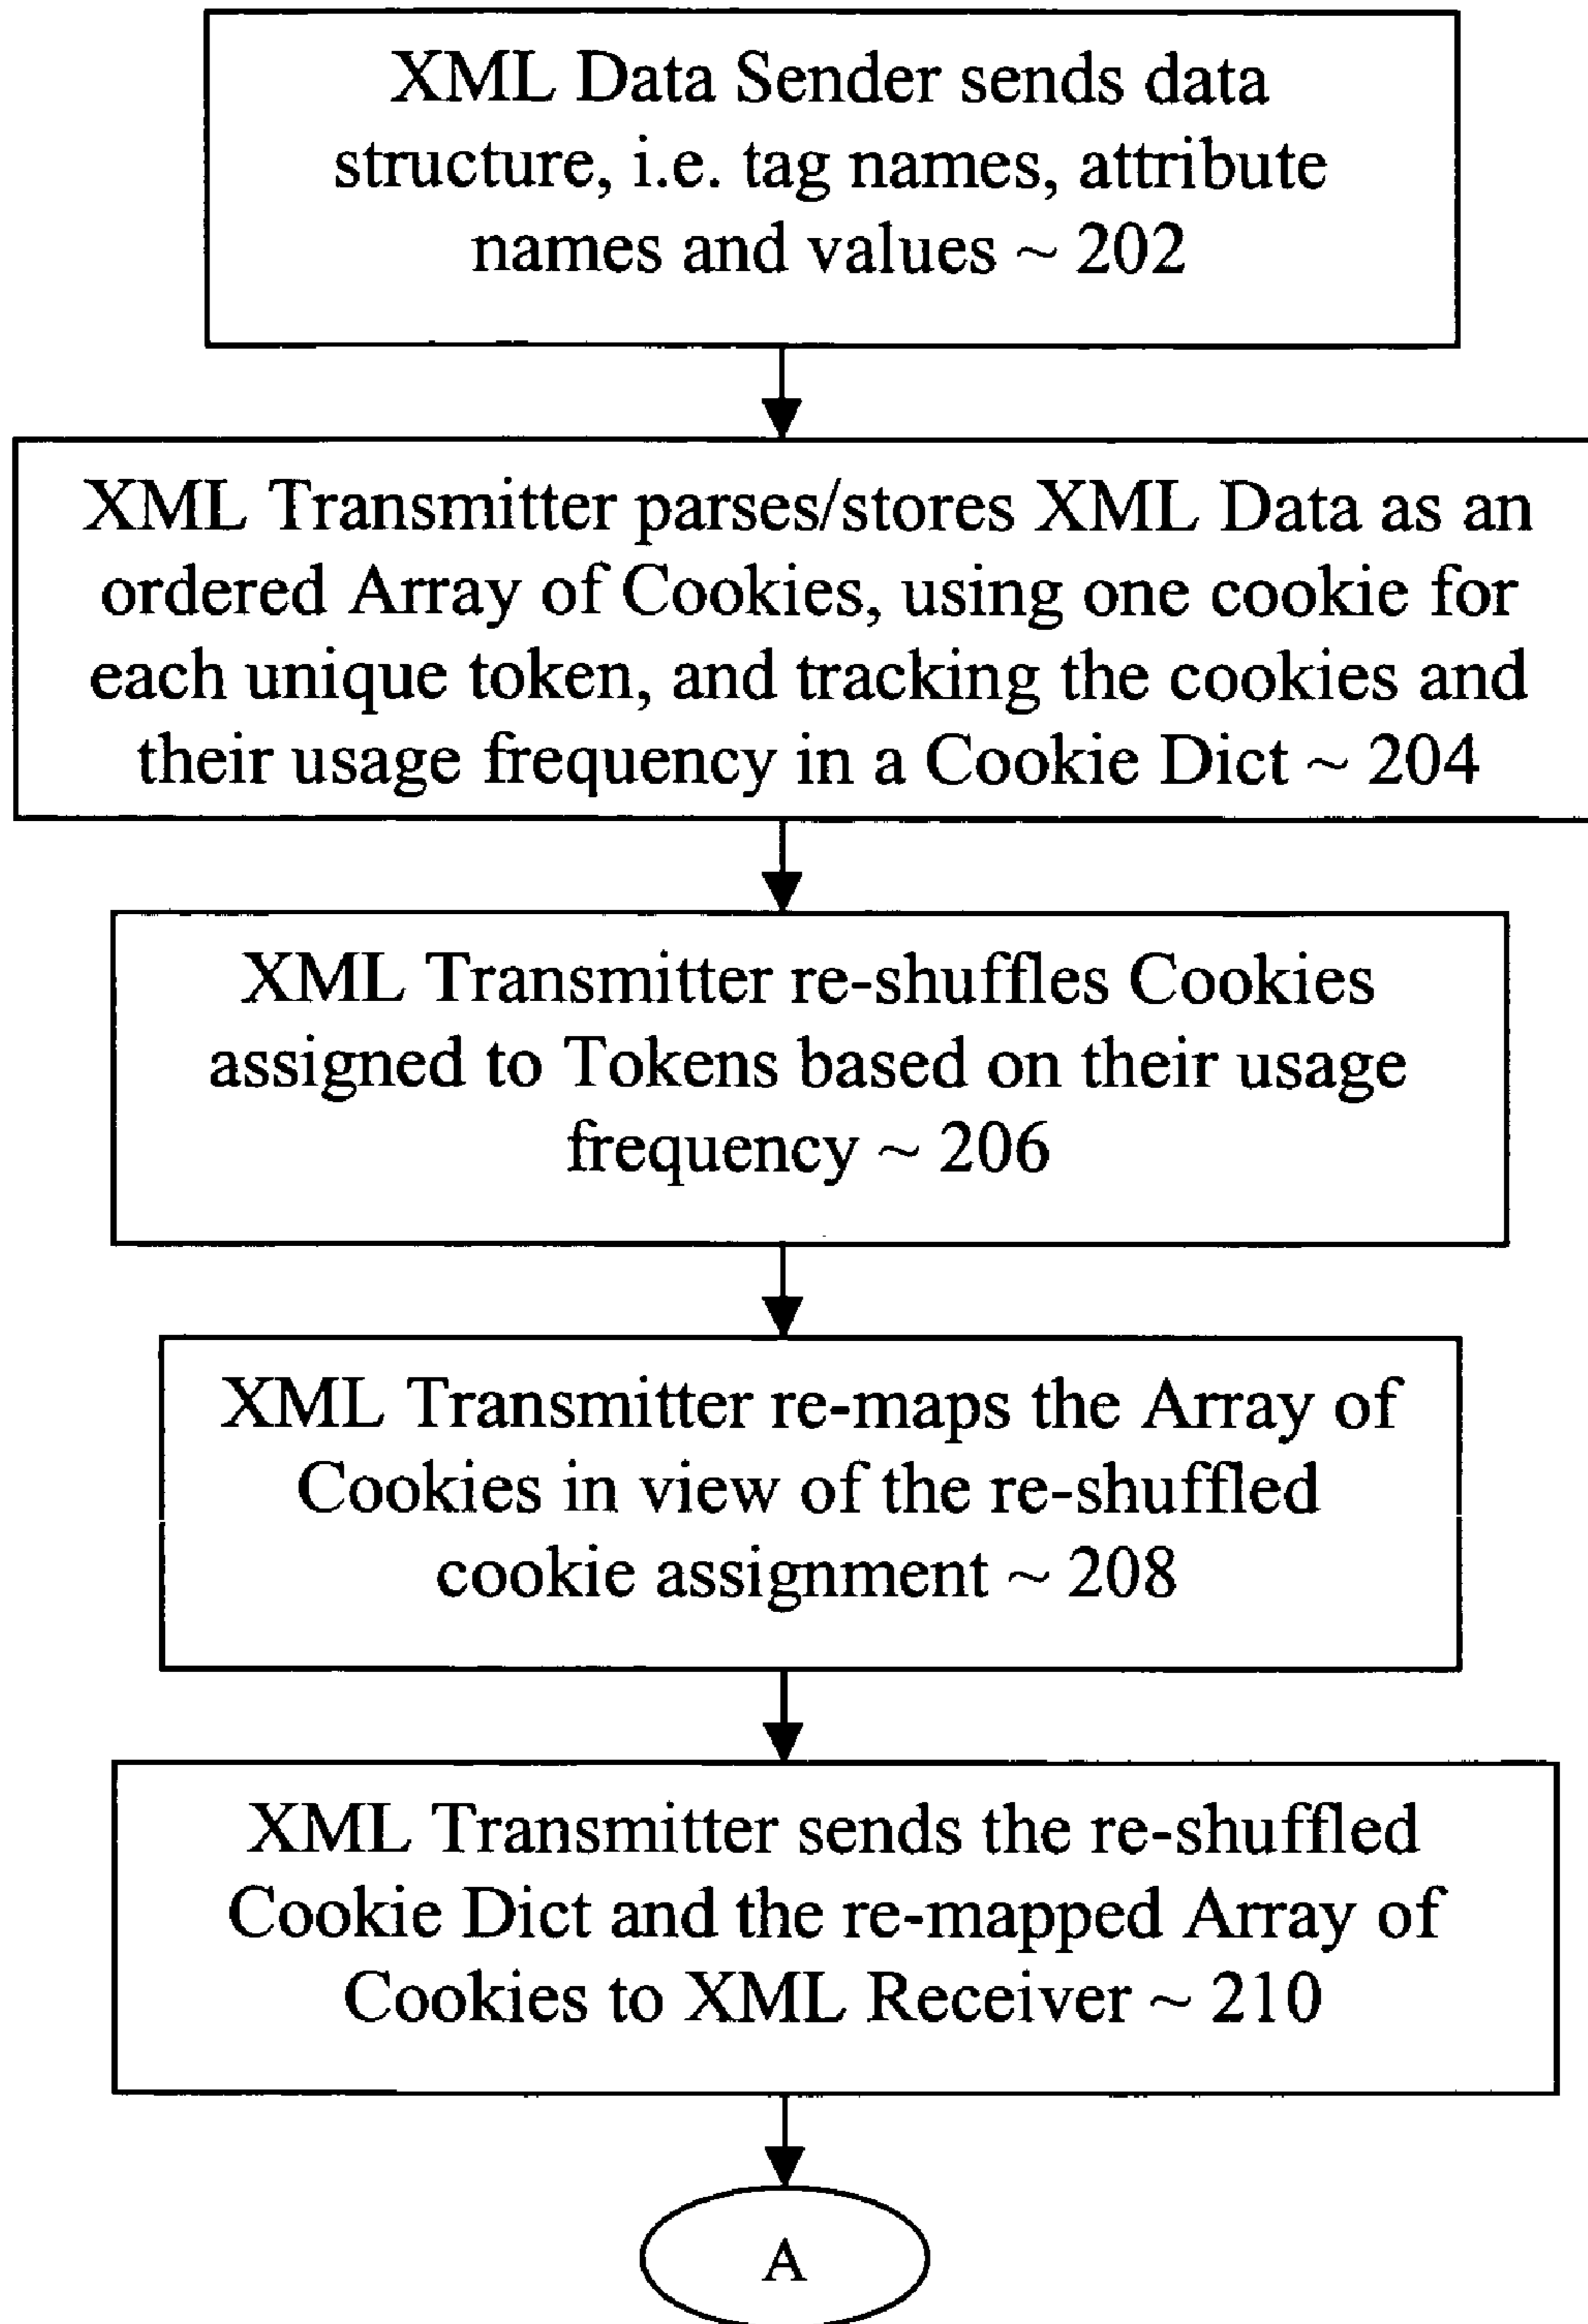 XML Data Sender sends data
structure, i.e. tag names, attribute
names and values ~ 202
XML Transmitter parses/stores XML Data as an
ordered Array of Cookies, using one cookie for
each unique token, and tracking the cookies and
their usage frequency in a Cookie Dict ~ 204
XML Transmitter re-shuffles Cookies
assigned to Tokens based on their usage
frequency ~ 206
XML Transmitter re-maps the Array of
Cookies in view of the re-shuffled
cookie assignment ~ 208
XML Transmitter sends the re-shuffled
Cookie Dict and the re-mapped Array of
Cookies to XML Receiver ~ 210
A